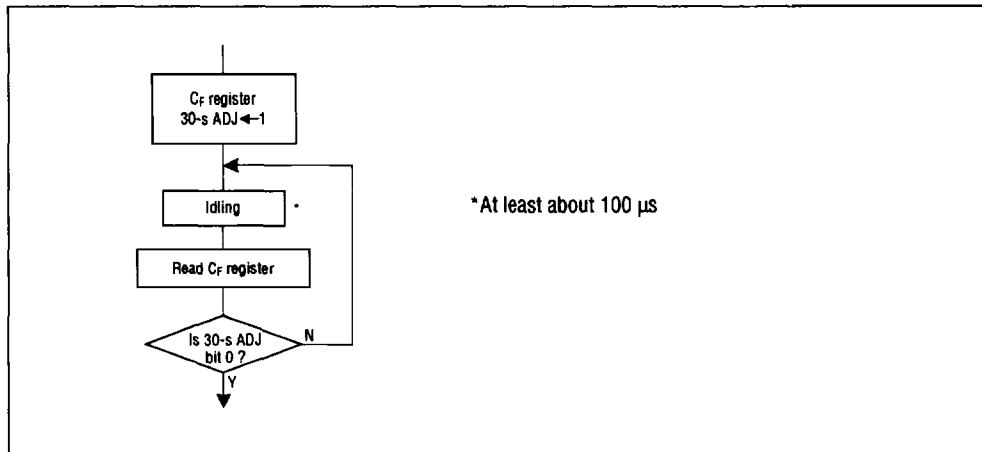 CF register
30-s ADJ←1
Idling
*
*At least about 100 µs
Read CF register
Is 30-s ADJ
bit 0 ?
N
Y